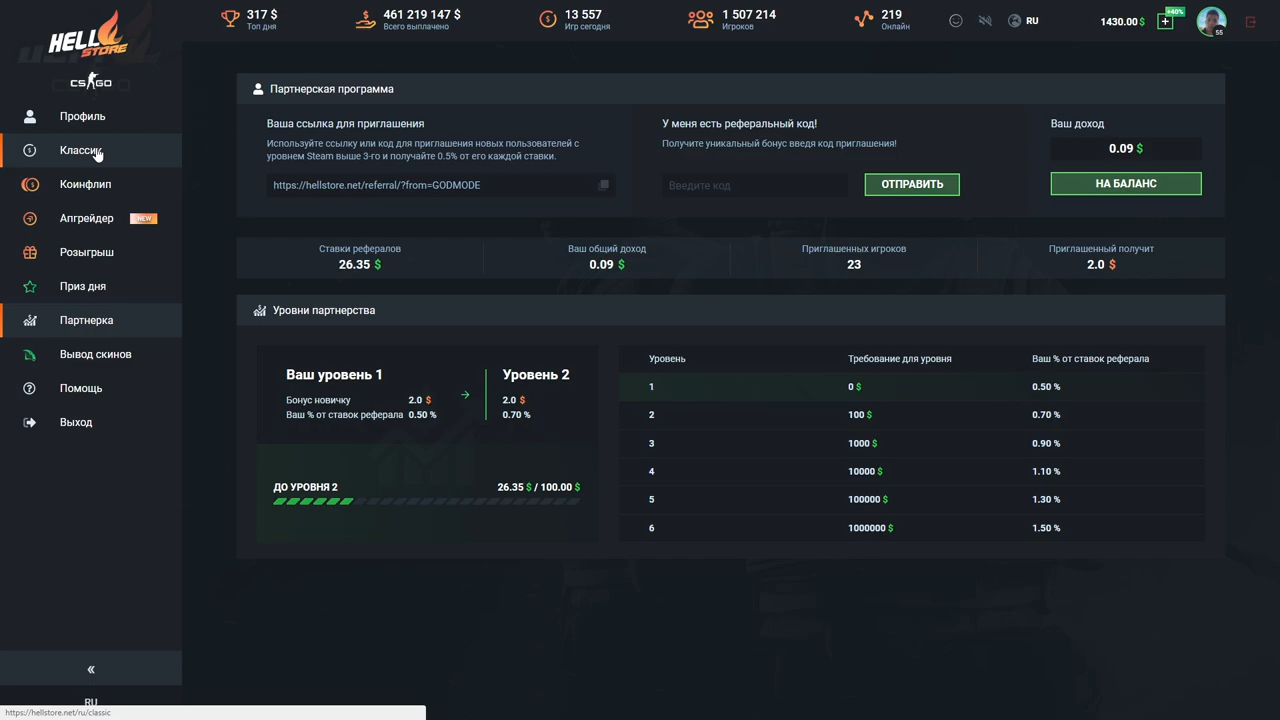 HELL
STORE
CS GO
317 $
Топ дня
461 219 147 $
Всего выплачено
13 557
Игр сегодня
1 507 214
Игроков
219
Онлайн
RU
1430.00 $
+
+40%
55
Профиль
Классик
Коинфлип
Апгрейдер
NEW
Розыгрыш
Приз дня
Партнерка
Вывод скинов
Помощь
Выход
«
RU
https://hellstore.net/ru/classic
Партнерская программа
Ваша ссылка для приглашения
Используйте ссылку или код для приглашения новых пользователей с
уровнем Steam выше 3-го и получайте 0.5% от его каждой ставки.
https://hellstore.net/referral/?from=GODMODE
У меня есть реферальный код!
Получите уникальный бонус введя код приглашения!
Введите код
ОТПРАВИТЬ
Ваш доход
0.09 $
НА БАЛАНС
Ставки рефералов
26.35 $
Ваш общий доход
0.09 $
Приглашенных игроков
23
Приглашенный получит
2.0 $
Уровни партнерства
Ваш уровень 1
Бонус новичку 2.0 $
Ваш % от ставок реферала 0.50 %
Уровень 2
2.0 $
0.70 %
ДО УРОВНЯ 2 26.35 $ / 100.00 $
Уровень Требование для уровня Ваш % от ставок реферала
1 0 $ 0.50 %
2 100 $ 0.70 %
3 1000 $ 0.90 %
4 10000 $ 1.10 %
5 100000 $ 1.30 %
6 1000000 $ 1.50 %